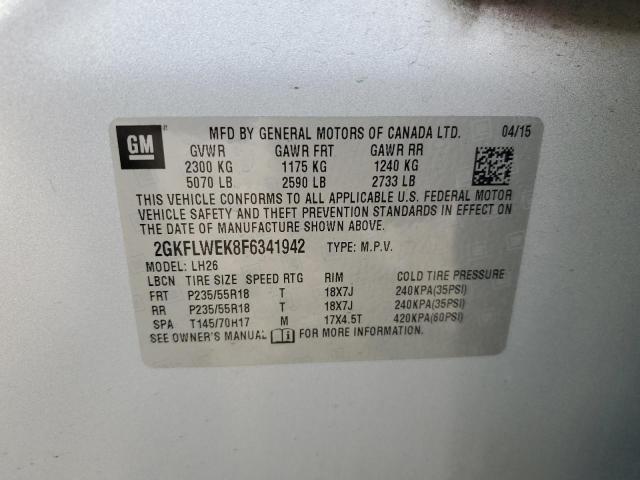 GM
MFD BY GENERAL MOTORS OF CANADA LTD. 04/15
GVWR GAWR FRT GAWR RR
2300 KG 1175 KG 1240 KG
5070 LB 2590 LB 2733 LB
THIS VEHICLE CONFORMS TO ALL APPLICABLE U.S. FEDERAL MOTOR
VEHICLE SAFETY AND THEFT PREVENTION STANDARDS IN EFFECT ON
THE DATE OF MANUFACTURE SHOWN ABOVE.
2GKFLWEK8F6341942 TYPE: M.P.V.
MODEL: LH26
LBCN TIRE SIZE SPEED RTG RIM COLD TIRE PRESSURE
FRT P235/55R18 T 18X7J 240KPA(35PSI)
RR P235/55R18 T 18X7J 240KPA(35PSI)
SPA T145/70H17 M 17X4.5T 420KPA(60PSI)
SEE OWNER'S MANUAL FOR MORE INFORMATION.